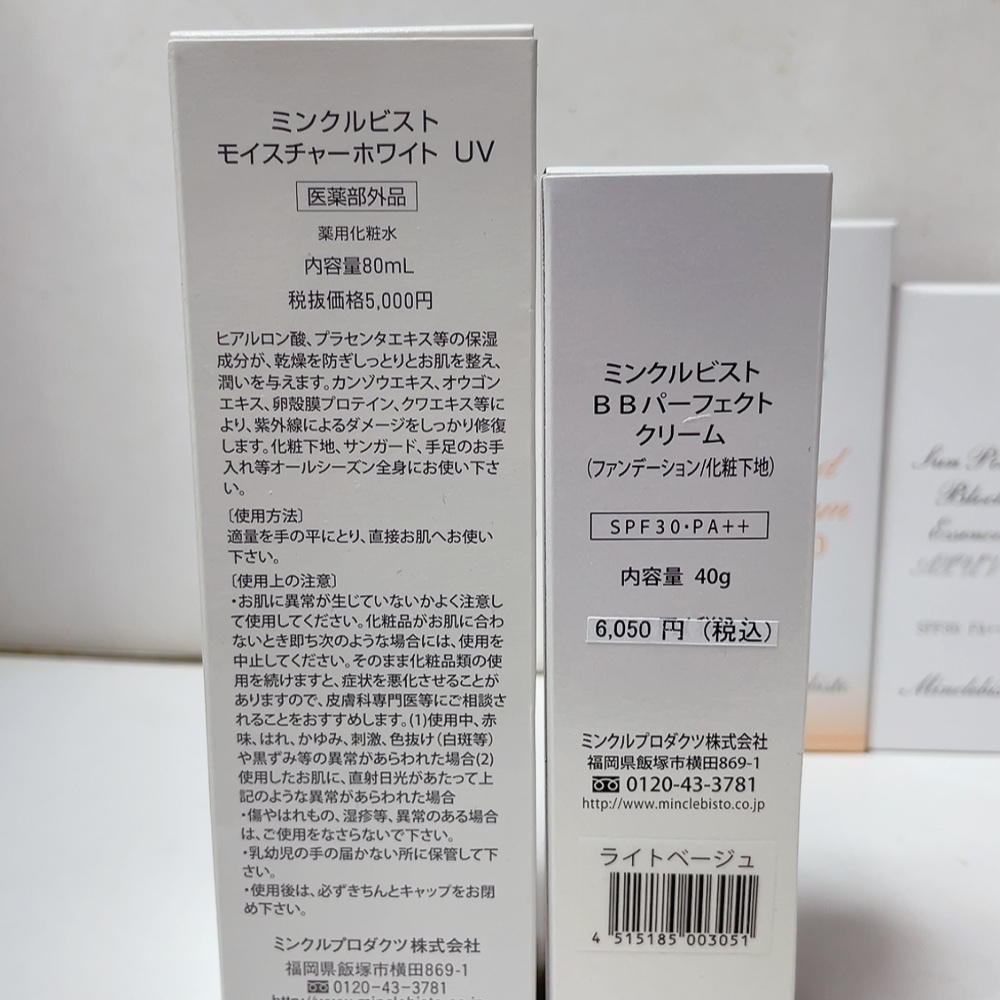 ミンクルビスト
モイスチャーホワイト UV
医薬部外品
薬用化粧水
内容量80mL
税抜価格5,000円
ヒアルロン酸、プラセンタエキス等の保湿
成分が、乾燥を防ぎしっとりとお肌を整え、
潤いを与えます。カンゾウエキス、オウゴン
エキス、卵殻膜プロテイン、クワエキス等に
より、紫外線によるダメージをしっかり修復
します。化粧下地、サンガード、手足のお手
入れ等オールシーズン全身にお使い下さ
い。
〔使用方法〕
適量を手の平にとり、直接お肌へお使い
下さい。
〔使用上の注意〕
・お肌に異常が生じていないかよく注意し
て使用してください。化粧品がお肌に合わ
ないとき即ち次のような場合には、使用を
中止してください。そのまま化粧品類の使
用を続けますと、症状を悪化させることが
ありますので、皮膚科専門医等にご相談さ
れることをおすすめします。(1)使用中、赤
味、はれ、かゆみ、刺激、色抜け(白斑等)
や黒ずみ等の異常があらわれた場合(2)
使用したお肌に、直射日光があたって上
記のような異常があらわれた場合
・傷やはれもの、湿疹等、異常のある場合
は、ご使用をなさらないで下さい。
・乳幼児の手の届かない所に保管して下
さい。
・使用後は、必ずきちんとキャップをお閉
め下さい。
ミンクルプロダクツ株式会社
福岡県飯塚市横田869-1
0120-43-3781
http://www.minclebisto.co.jp
ミンクルビスト
BBパーフェクト
クリーム
(ファンデーション/化粧下地)
SPF30・PA++
内容量 40g
6,050 円 (税込)
ミンクルプロダクツ株式会社
福岡県飯塚市横田869-1
0120-43-3781
http://www.minclebisto.co.jp
ライトベージュ
4 515185 003051